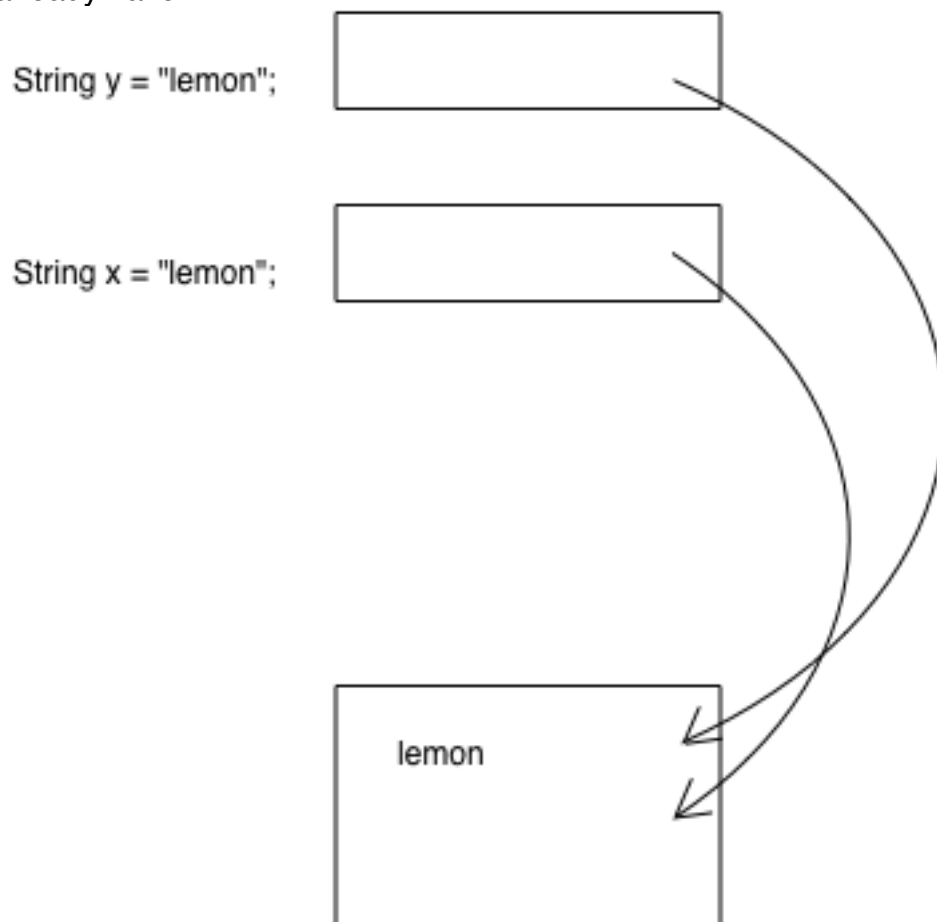 String y = "lemon";
String x = "lemon";
lemon